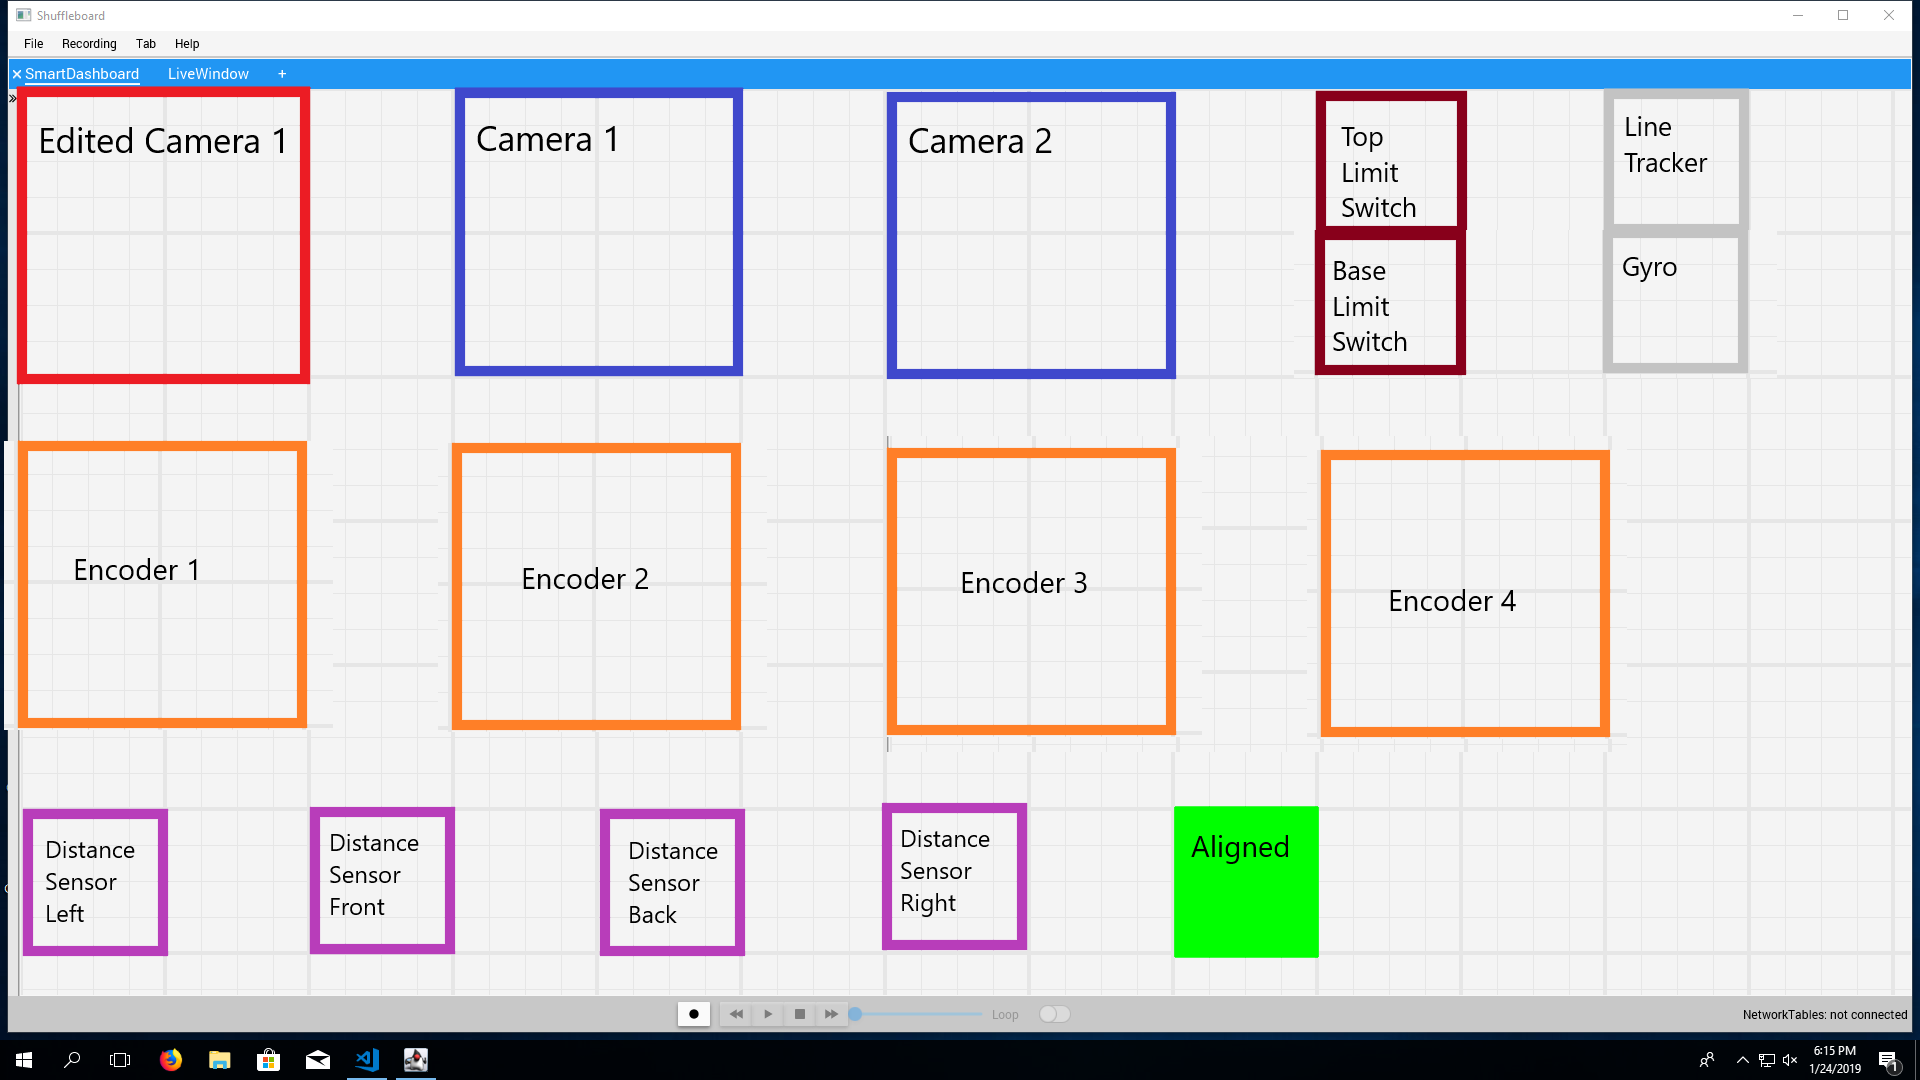 Shuffleboard
File Recording Tab Help
SmartDashboard LiveWindow +
Edited Camera 1
Camera 1
Camera 2
Top
Limit
Switch
Line
Tracker
Base
Limit
Switch
Gyro
Encoder 1
Encoder 2
Encoder 3
Encoder 4
Distance
Sensor
Left
Distance
Sensor
Front
Distance
Sensor
Back
Distance
Sensor
Right
Aligned
Loop
NetworkTables: not connected
6:15 PM
1/24/2019
1